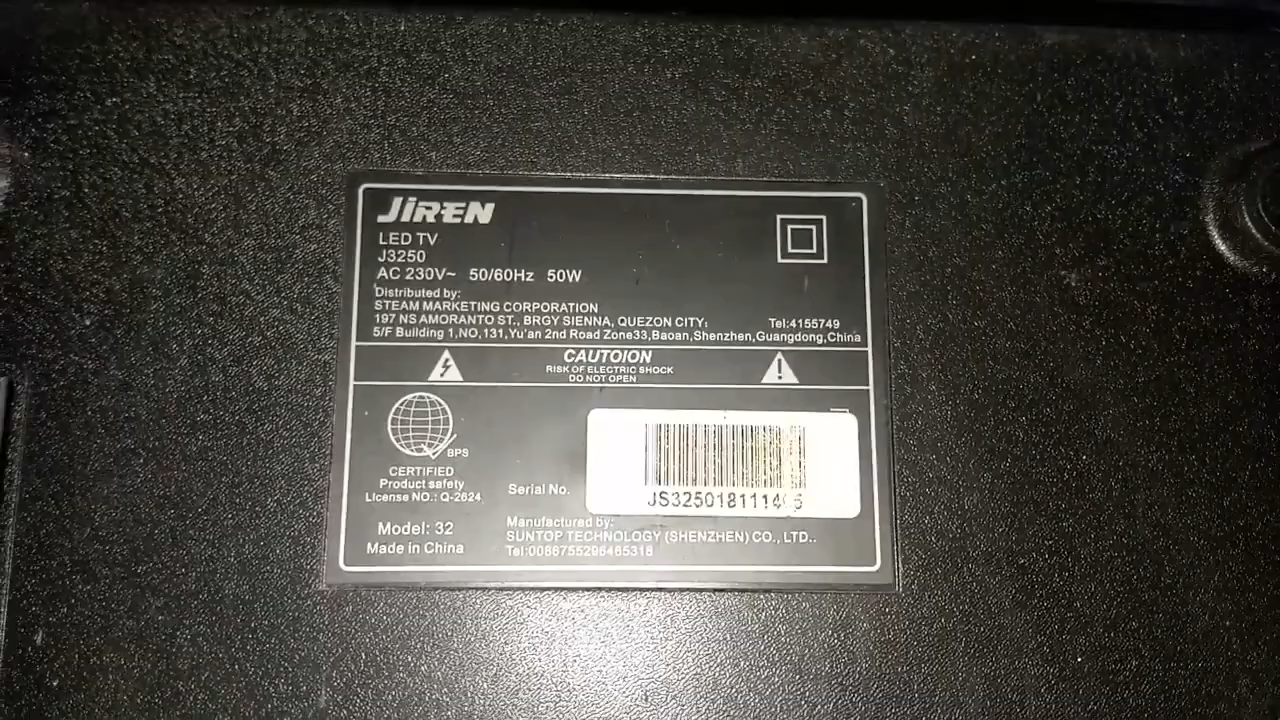 JiREN
LED TV
J3250
AC 230V~ 50/60Hz 50W
Distributed by:
STEAM MARKETING CORPORATION
197 NS AMORANTO ST., BRGY SIENNA, QUEZON CITY; Tel:4155749
5/F Building 1,NO,131,Yu'an 2nd Road Zone33,Baoan,Shenzhen,Guangdong,China
CAUTOION
RISK OF ELECTRIC SHOCK
DO NOT OPEN
BPS
CERTIFIED
Product safety
License NO.: Q-2624
Model: 32
Made in China
Serial No.
Manufactured by:
SUNTOP TECHNOLOGY (SHENZHEN) CO., LTD..
Tel:0086755296465318